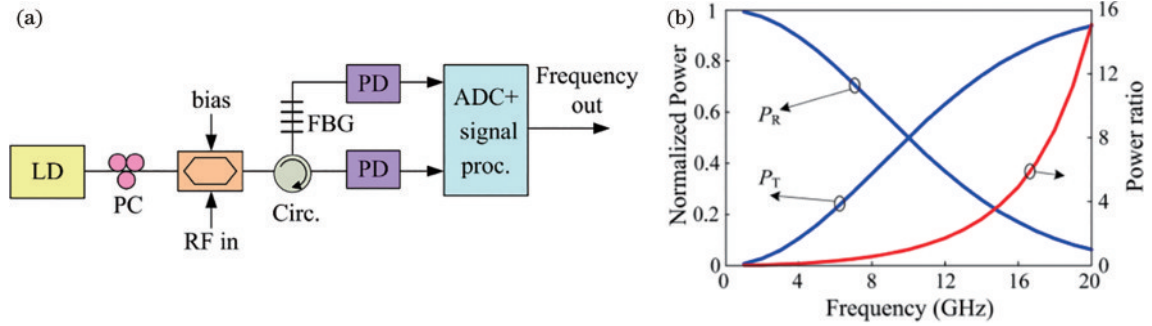 (a)
LD
PC
bias
RF in
Circ.
FBG
PD
PD
ADC+
signal
proc.
Frequency
out
(b)
Normalized Power
1
0.8
0.6
0.4
0.2
0
P_R
P_T
0
4
8
12
16
20
Frequency (GHz)
16
12
8
4
0
Power ratio